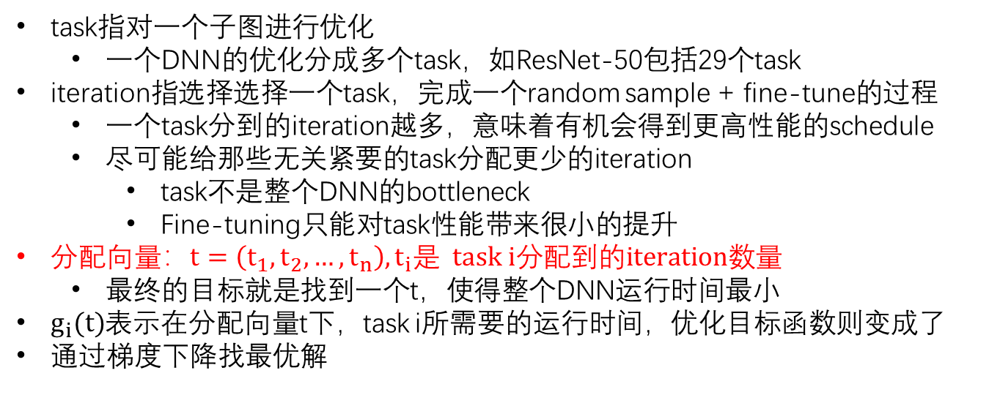 • task指对一个子图进行优化
• 一个DNN的优化分成多个task，如ResNet-50包括29个task
• iteration指选择选择一个task，完成一个random sample + fine-tune的过程
• 一个task分到的iteration越多，意味着有机会得到更高性能的schedule
• 尽可能给那些无关紧要的task分配更少的iteration
• task不是整个DNN的bottleneck
• Fine-tuning只能对task性能带来很小的提升
• 分配向量：t = (t₁, t₂, … , tₙ), tᵢ是 task i分配到的iteration数量
• 最终的目标就是找到一个t，使得整个DNN运行时间最小
• gᵢ(t)表示在分配向量t下，task i所需要的运行时间，优化目标函数则变成了
• 通过梯度下降找最优解